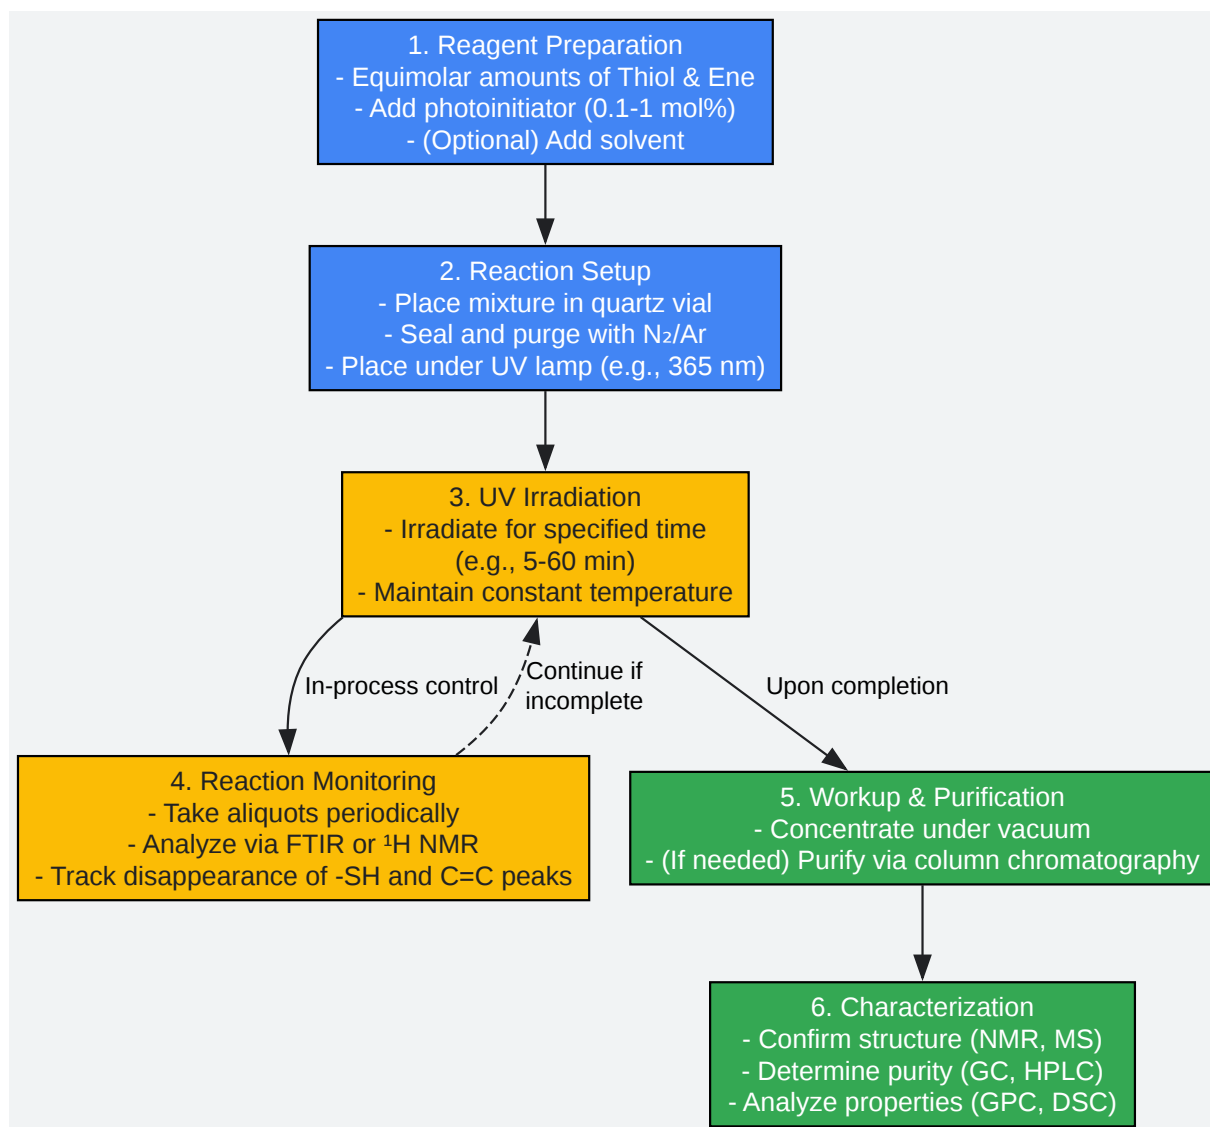 1. Reagent Preparation
- Equimolar amounts of Thiol & Ene
- Add photoinitiator (0.1-1 mol%)
- (Optional) Add solvent
2. Reaction Setup
- Place mixture in quartz vial
- Seal and purge with N₂/Ar
- Place under UV lamp (e.g., 365 nm)
3. UV Irradiation
- Irradiate for specified time
(e.g., 5-60 min)
- Maintain constant temperature
In-process control
Continue if
incomplete
Upon completion
4. Reaction Monitoring
- Take aliquots periodically
- Analyze via FTIR or ¹H NMR
- Track disappearance of -SH and C=C peaks
5. Workup & Purification
- Concentrate under vacuum
- (If needed) Purify via column chromatography
6. Characterization
- Confirm structure (NMR, MS)
- Determine purity (GC, HPLC)
- Analyze properties (GPC, DSC)